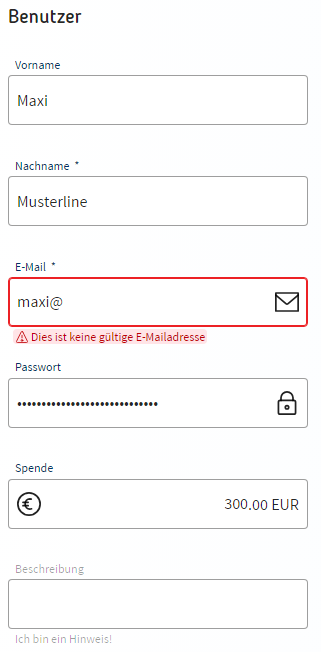 Benutzer
Vorname
Maxi
Nachname *
Musterline
E-Mail *
maxi@
Dies ist keine gültige E-Mailadresse
Passwort
•••••••••••••••••••••••••••••
Spende
300.00 EUR
Beschreibung
Ich bin ein Hinweis!